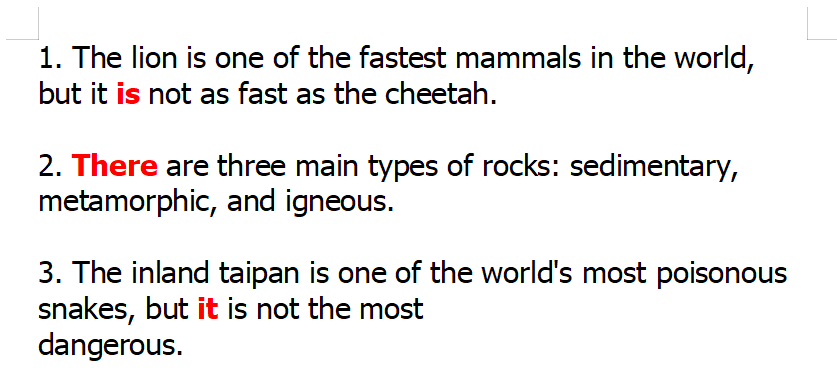 1. The lion is one of the fastest mammals in the world,
but it is not as fast as the cheetah.
2. There are three main types of rocks: sedimentary,
metamorphic, and igneous.
3. The inland taipan is one of the world's most poisonous
snakes, but it is not the most
dangerous.